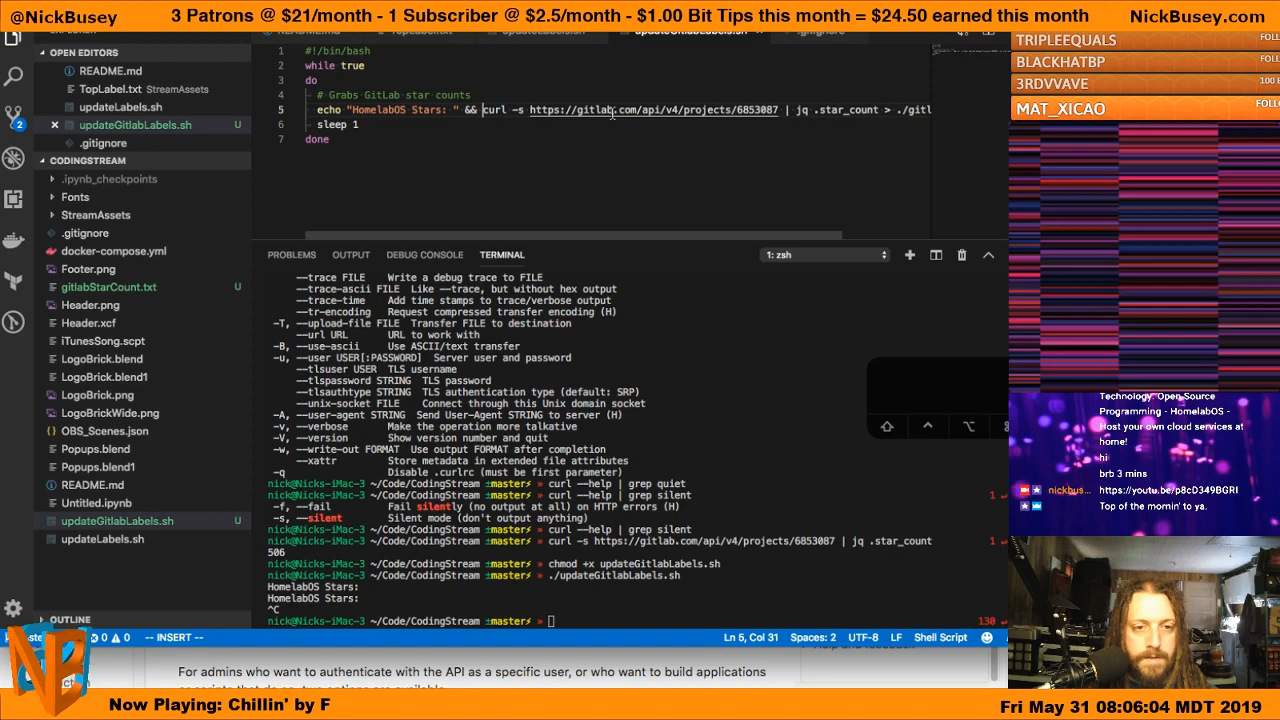 @NickBusey
3 Patrons @ $21/month - 1 Subscriber @ $2.5/month - $1.00 Bit Tips this month = $24.50 earned this month
NickBusey.com
OPEN EDITORS
README.md
TopLabel.txt StreamAssets
updateLabels.sh
updateGitlabLabels.sh U
.gitignore
CODINGSTREAM
.ipynb_checkpoints
Fonts
StreamAssets
.gitignore
docker-compose.yml
Footer.png
gitlabStarCount.txt U
Header.png
Header.xcf
iTunesSong.scpt
LogoBrick.blend
LogoBrick.blend1
LogoBrick.png
LogoBrickWide.png
OBS_Scenes.json
Popups.blend
Popups.blend1
README.md
Untitled.ipynb
updateGitlabLabels.sh U
updateLabels.sh
OUTLINE
2
1 #!/bin/bash
2 while true
3 do
4 # Grabs GitLab star counts
5 echo "HomelabOS Stars: " && curl -s https://gitlab.com/api/v4/projects/6853087 | jq .star_count > ./gitl
6 sleep 1
7 done
PROBLEMS OUTPUT DEBUG CONSOLE TERMINAL 1: zsh
--trace FILE Write a debug trace to FILE
--trace-ascii FILE Like --trace, but without hex output
--trace-time Add time stamps to trace/verbose output
--tr-encoding Request compressed transfer encoding (H)
-T, --upload-file FILE Transfer FILE to destination
--url URL URL to work with
-B, --use-ascii Use ASCII/text transfer
-u, --user USER[:PASSWORD] Server user and password
--tlsuser USER TLS username
--tlspassword STRING TLS password
--tlsauthtype STRING TLS authentication type (default: SRP)
--unix-socket FILE Connect through this Unix domain socket
-A, --user-agent STRING Send User-Agent STRING to server (H)
-v, --verbose Make the operation more talkative
-V, --version Show version number and quit
-w, --write-out FORMAT Use output FORMAT after completion
--xattr Store metadata in extended file attributes
-q Disable .curlrc (must be first parameter)
nick@Nicks-iMac-3 ~/Code/CodingStream ±master⚡ » curl --help | grep quiet
nick@Nicks-iMac-3 ~/Code/CodingStream ±master⚡ » curl --help | grep silent 1 ↵
-f, --fail Fail silently (no output at all) on HTTP errors (H)
-s, --silent Silent mode (don't output anything)
nick@Nicks-iMac-3 ~/Code/CodingStream ±master⚡ » curl --help | grep silent
nick@Nicks-iMac-3 ~/Code/CodingStream ±master⚡ » curl -s https://gitlab.com/api/v4/projects/6853087 | jq .star_count 1 ↵
506
nick@Nicks-iMac-3 ~/Code/CodingStream ±master⚡ » chmod +x updateGitlabLabels.sh
nick@Nicks-iMac-3 ~/Code/CodingStream ±master⚡ » ./updateGitlabLabels.sh
HomelabOS Stars:
HomelabOS Stars:
^C
nick@Nicks-iMac-3 ~/Code/CodingStream ±master⚡ » 130 ↵
0 0 -- INSERT -- Ln 5, Col 31 Spaces: 2 UTF-8 LF Shell Script
For admins who want to authenticate with the API as a specific user, or who want to build applications
TRIPLEEQUALS FOLL
BLACKHATBP FOLL
3RDVVAVE 100 E
MAT_XICAO FOLL
Technology: Open Source
Programming - HomelabOS -
Host your own cloud services at
home!
hi
brb 3 mins
nickbus... https://youtu.be/p8cD349BGRI
Top of the mornin' to ya.
Now Playing: Chillin' by F
Fri May 31 08:06:04 MDT 2019